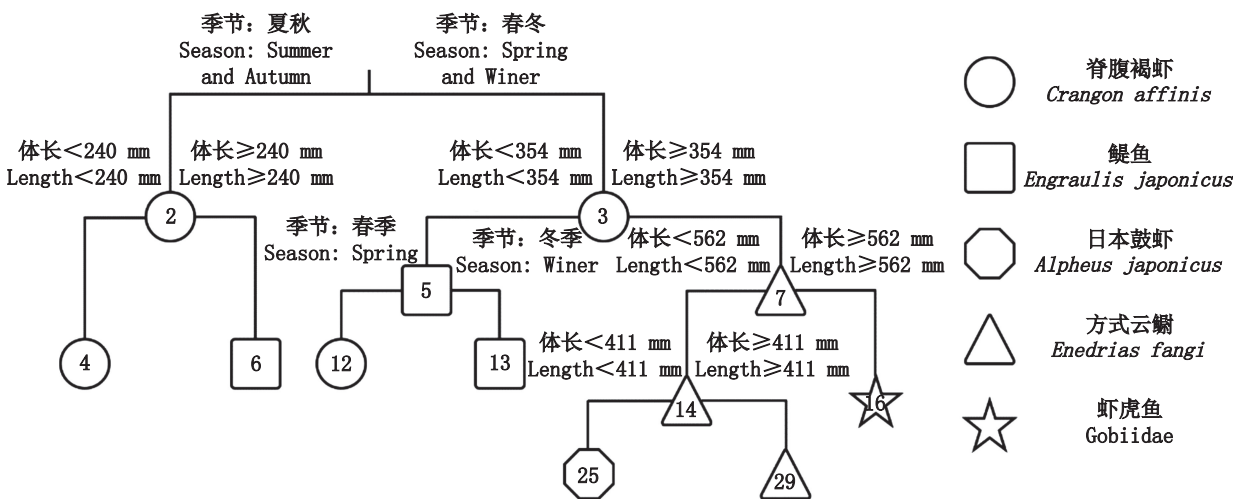 季节：夏秋
Season: Summer
and Autumn
季节：春冬
Season: Spring
and Winer
体长＜240 mm
Length＜240 mm
体长≥240 mm
Length≥240 mm
体长＜354 mm
Length＜354 mm
体长≥354 mm
Length≥354 mm
2
3
季节：春季
Season: Spring
季节：冬季
Season: Winer
体长＜562 mm
Length＜562 mm
体长≥562 mm
Length≥562 mm
5
7
4
6
12
13
体长＜411 mm
Length＜411 mm
体长≥411 mm
Length≥411 mm
14
16
25
29
脊腹褐虾
Crangon affinis
鳀鱼
Engraulis japonicus
日本鼓虾
Alpheus japonicus
方式云鳚
Enedrias fangi
虾虎鱼
Gobiidae